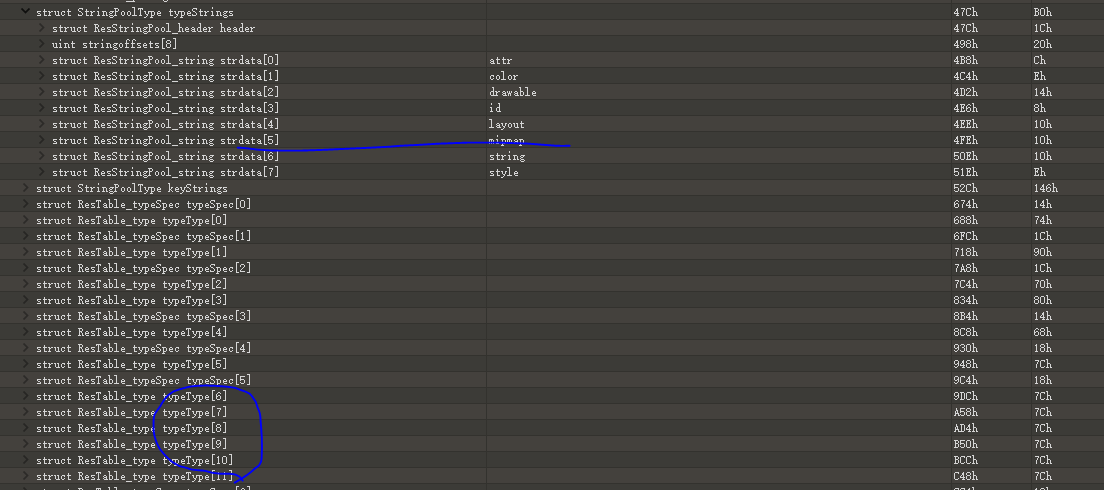 struct StringPoolType typeStrings 47Ch B0h
struct ResStringPool_header header 47Ch 1Ch
uint stringoffsets[8] 498h 20h
struct ResStringPool_string strdata[0] attr 4B8h Ch
struct ResStringPool_string strdata[1] color 4C4h Eh
struct ResStringPool_string strdata[2] drawable 4D2h 14h
struct ResStringPool_string strdata[3] id 4E6h 8h
struct ResStringPool_string strdata[4] layout 4EEh 10h
struct ResStringPool_string strdata[5] mipmap 4FEh 10h
struct ResStringPool_string strdata[6] string 50Eh 10h
struct ResStringPool_string strdata[7] style 51Eh Eh
struct StringPoolType keyStrings 52Ch 146h
struct ResTable_typeSpec typeSpec[0] 674h 14h
struct ResTable_type typeType[0] 688h 74h
struct ResTable_typeSpec typeSpec[1] 6FCh 1Ch
struct ResTable_type typeType[1] 718h 90h
struct ResTable_typeSpec typeSpec[2] 7A8h 1Ch
struct ResTable_type typeType[2] 7C4h 70h
struct ResTable_type typeType[3] 834h 80h
struct ResTable_typeSpec typeSpec[3] 8B4h 14h
struct ResTable_type typeType[4] 8C8h 68h
struct ResTable_typeSpec typeSpec[4] 930h 18h
struct ResTable_type typeType[5] 948h 7Ch
struct ResTable_typeSpec typeSpec[5] 9C4h 18h
struct ResTable_type typeType[6] 9DCh 7Ch
struct ResTable_type typeType[7] A58h 7Ch
struct ResTable_type typeType[8] AD4h 7Ch
struct ResTable_type typeType[9] B50h 7Ch
struct ResTable_type typeType[10] BCCh 7Ch
struct ResTable_type typeType[11] C48h 7Ch